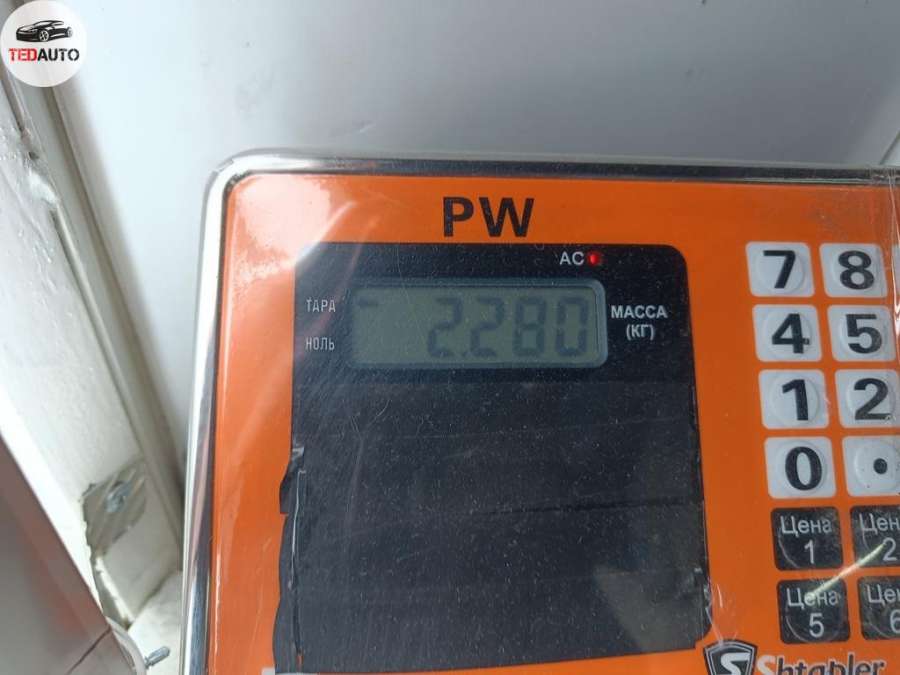 TEDAUTO
PW
AC
ТАРА
НОЛЬ
2.280
МАССА
(КГ)
7 8
4 5
1 2
0 .
Цена 1
Цена 5
Shtapler